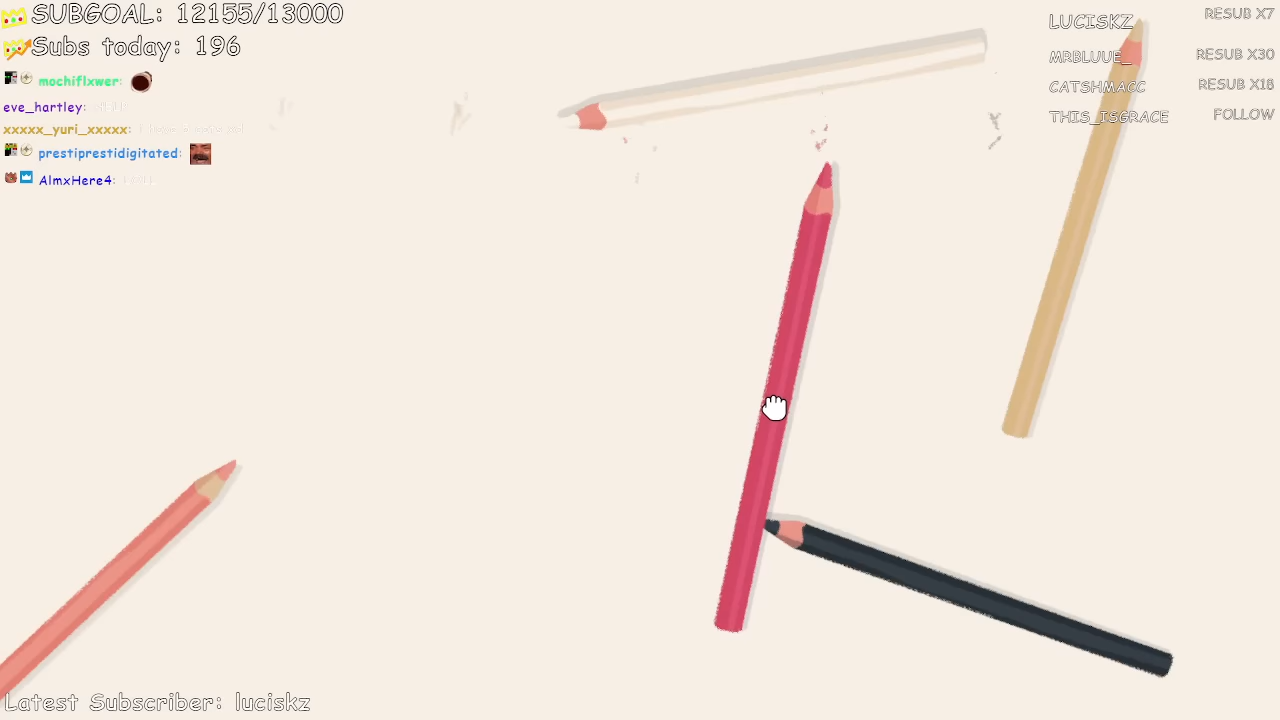 SUBGOAL: 12155/13000
Subs today: 196
mochiflxwer:
eve_hartley:
xxxxx_yuri_xxxxx:
prestiprestidigitated:
AlmxHere4:
LUCISKZ RESUB X7
MRBLUUE_ RESUB X30
CATSHMACC RESUB X18
THIS_ISGRACE FOLLOW
Latest Subscriber: luciskz